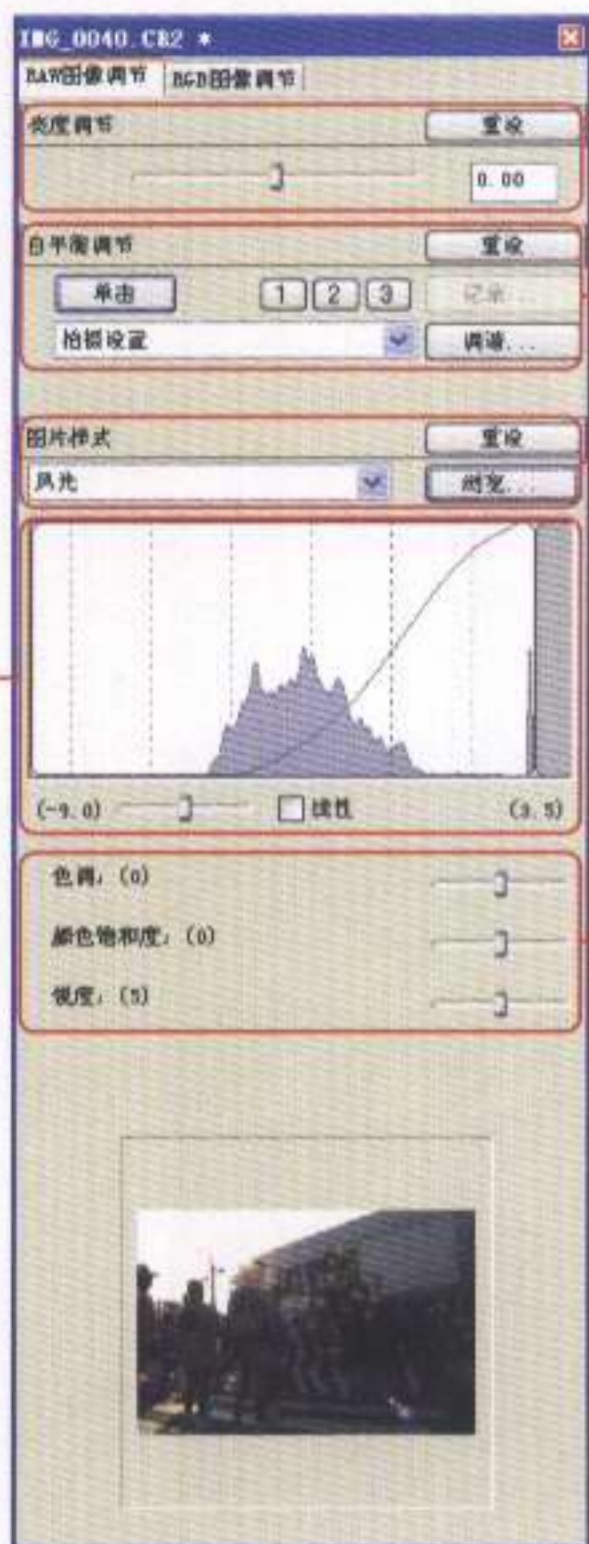 IMG_0040.CR2 *
RAW图像调节 RGB图像调节
亮度调节 重设
0.00
白平衡调节 重设
单击 1 2 3 记录...
拍摄设置 调谐...
图片样式 重设
风光 浏览...
(-9.0) 线性 (3.5)
色调: (0)
颜色饱和度: (0)
锐度: (5)